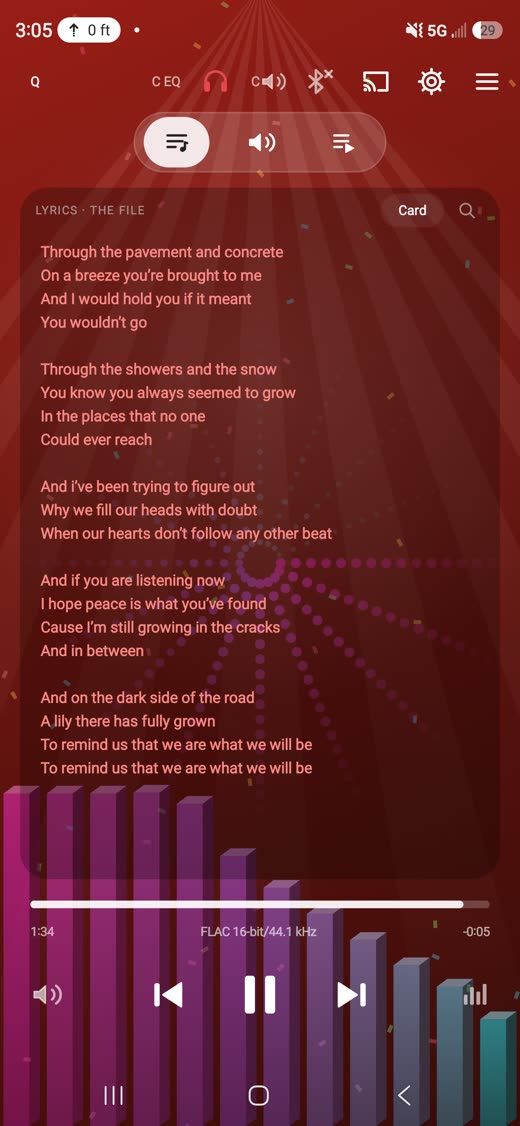 3:05 ↑ 0 ft 5G 29
Q C EQ C
LYRICS · THE FILE Card
Through the pavement and concrete
On a breeze you’re brought to me
And I would hold you if it meant
You wouldn’t go
Through the showers and the snow
You know you always seemed to grow
In the places that no one
Could ever reach
And i’ve been trying to figure out
Why we fill our heads with doubt
When our hearts don’t follow any other beat
And if you are listening now
I hope peace is what you’ve found
Cause I’m still growing in the cracks
And in between
And on the dark side of the road
A lily there has fully grown
To remind us that we are what we will be
To remind us that we are what we will be
1:34 FLAC 16-bit/44.1 kHz -0:05